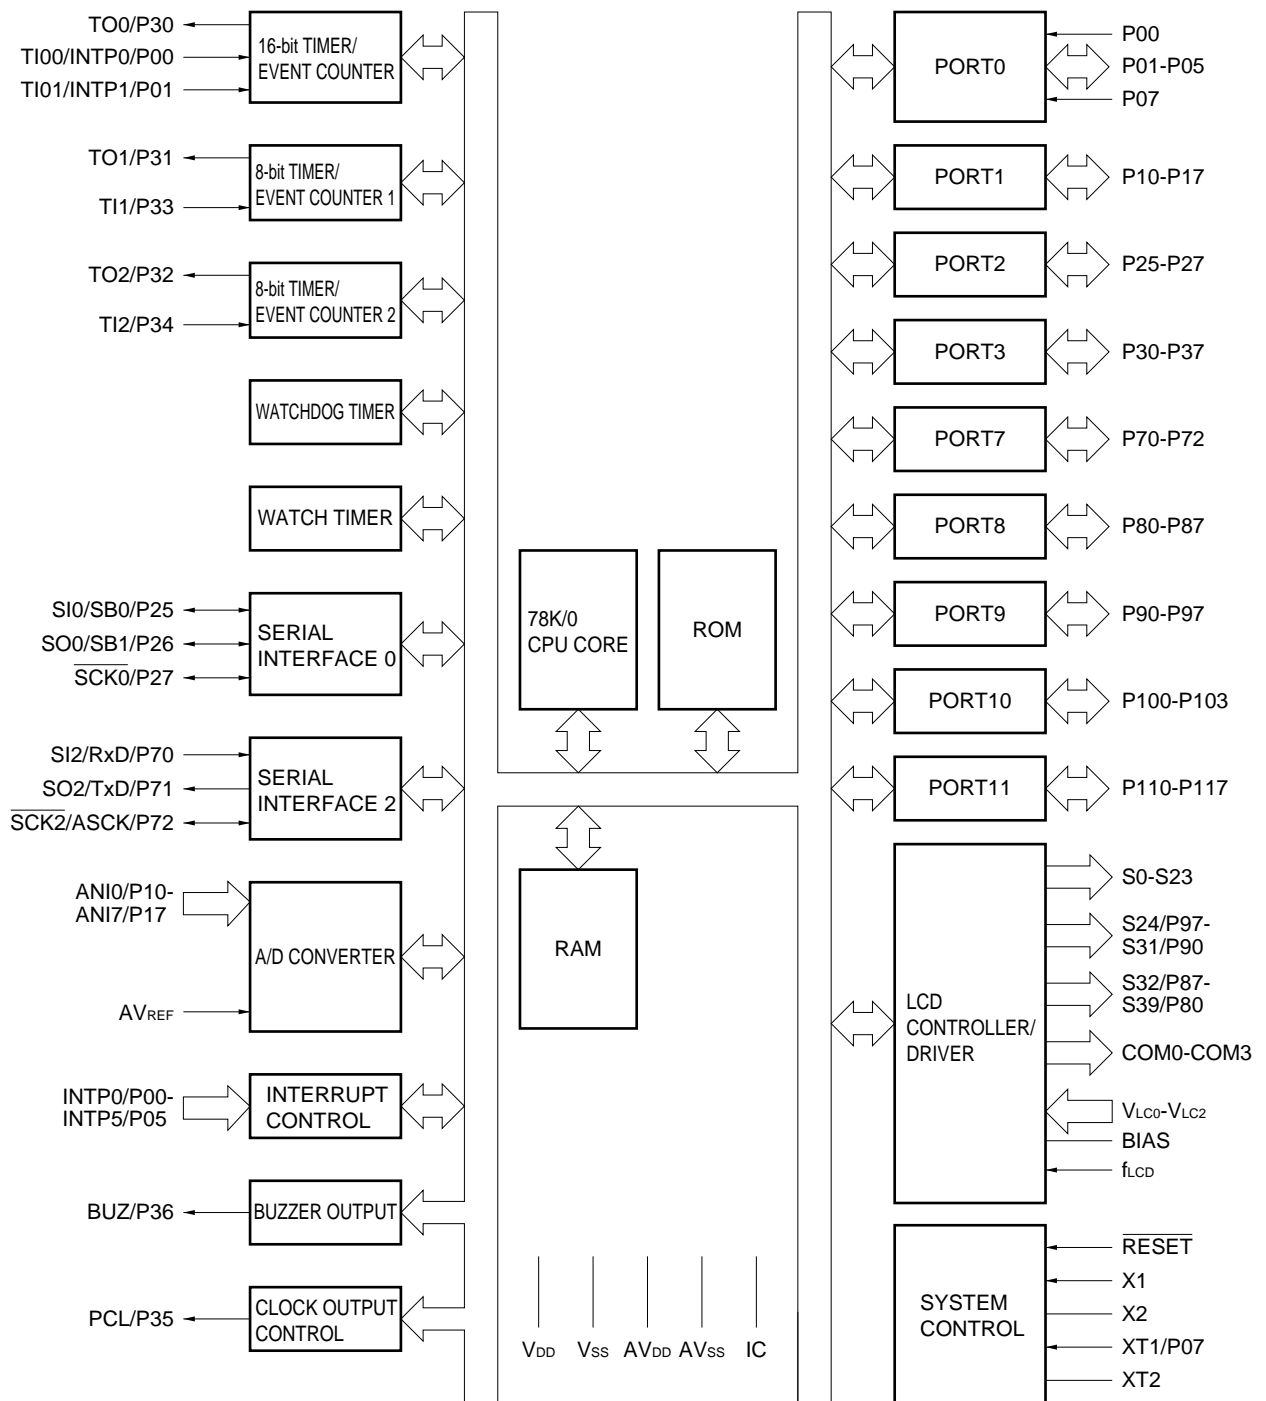 TO0/P30
TI00/INTP0/P00
TI01/INTP1/P01
16-bit TIMER/
EVENT COUNTER
TO1/P31
TI1/P33
8-bit TIMER/
EVENT COUNTER 1
TO2/P32
TI2/P34
8-bit TIMER/
EVENT COUNTER 2
WATCHDOG TIMER
WATCH TIMER
SI0/SB0/P25
SO0/SB1/P26
SCK0/P27
SERIAL
INTERFACE 0
SI2/RxD/P70
SO2/TxD/P71
SCK2/ASCK/P72
SERIAL
INTERFACE 2
ANI0/P10-
ANI7/P17
AVREF
A/D CONVERTER
INTP0/P00-
INTP5/P05
INTERRUPT
CONTROL
BUZ/P36
BUZZER OUTPUT
PCL/P35
CLOCK OUTPUT
CONTROL
78K/0
CPU CORE
ROM
RAM
VDD VSS AVDD AVSS IC
PORT0
P00
P01-P05
P07
PORT1
P10-P17
PORT2
P25-P27
PORT3
P30-P37
PORT7
P70-P72
PORT8
P80-P87
PORT9
P90-P97
PORT10
P100-P103
PORT11
P110-P117
LCD
CONTROLLER/
DRIVER
S0-S23
S24/P97-
S31/P90
S32/P87-
S39/P80
COM0-COM3
VLC0-VLC2
BIAS
fLCD
SYSTEM
CONTROL
RESET
X1
X2
XT1/P07
XT2